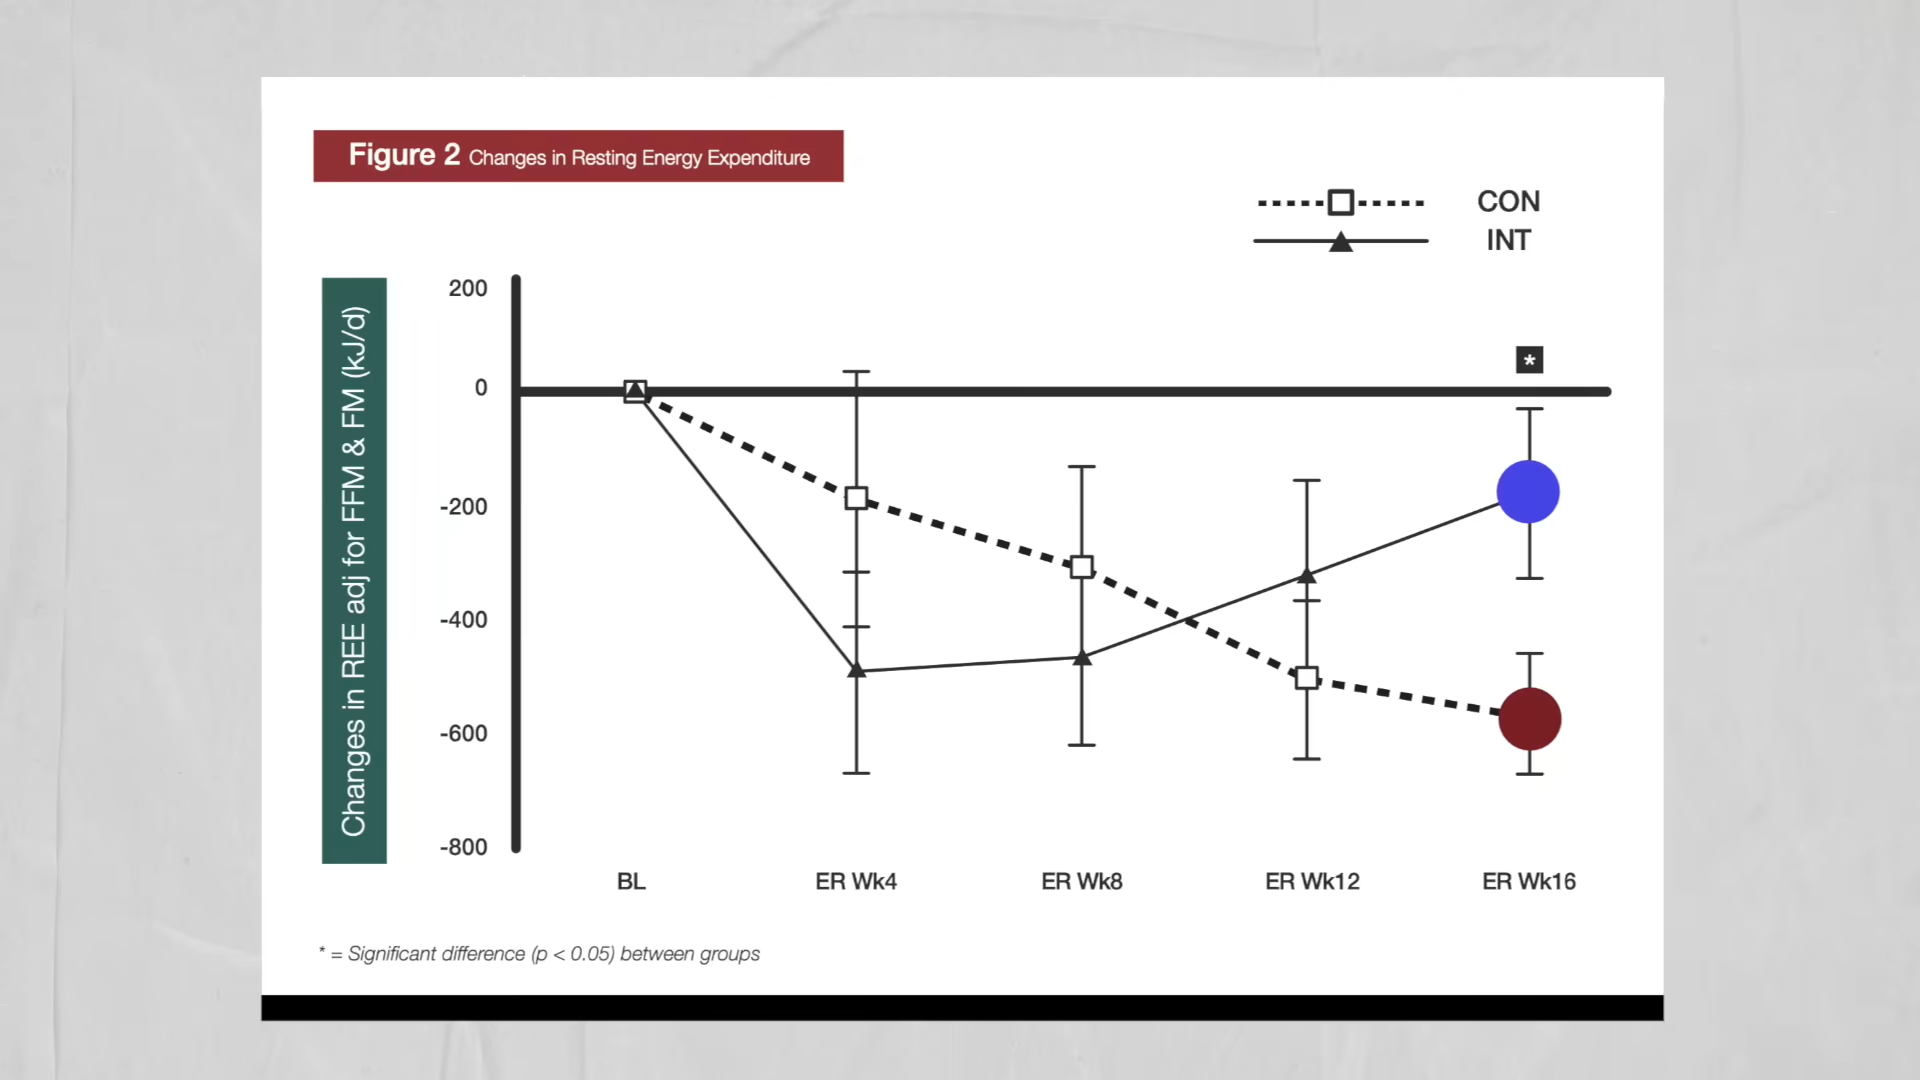 Figure 2 Changes in Resting Energy Expenditure
CON
INT
Changes in REE adj for FFM & FM (kJ/d)
200
0
-200
-400
-600
-800
*
BL
ER Wk4
ER Wk8
ER Wk12
ER Wk16
* = Significant difference (p < 0.05) between groups